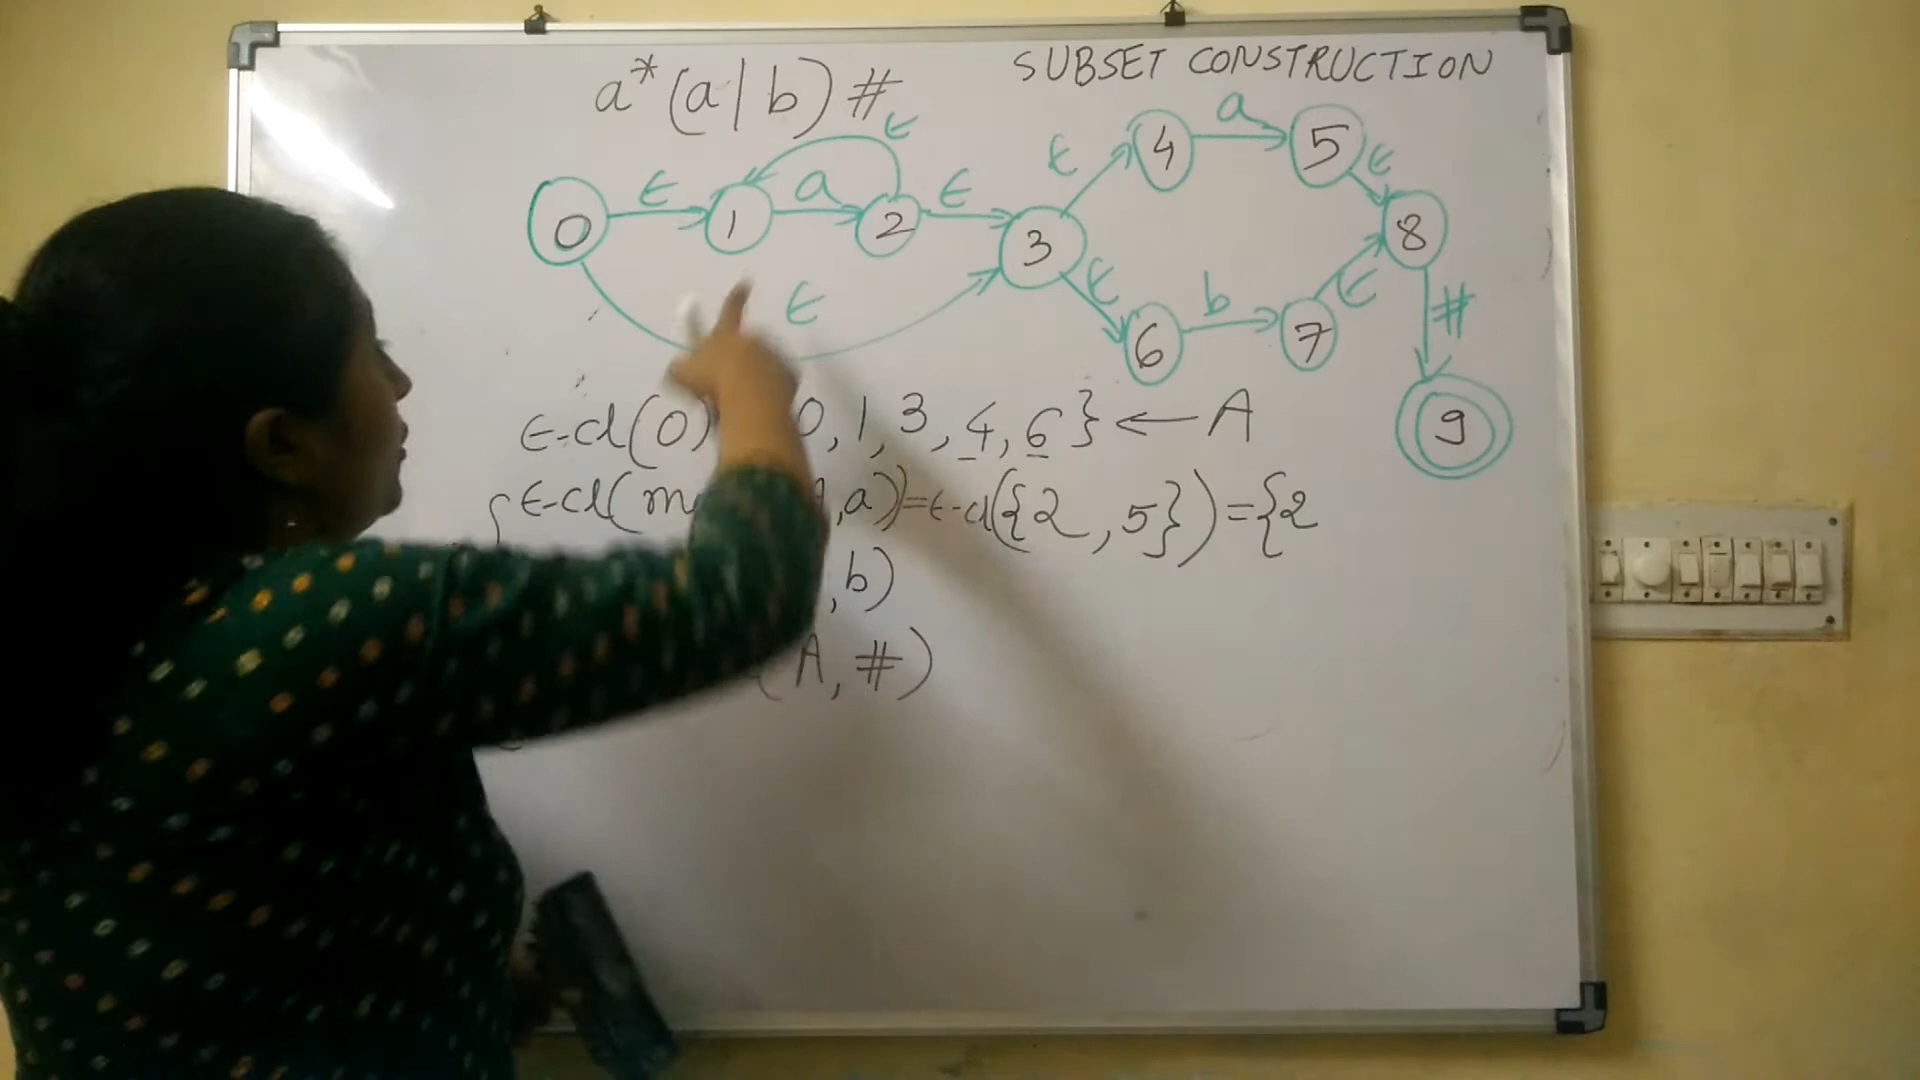 a*(a|b)#
SUBSET CONSTRUCTION
0 ϵ 1 a 2 ϵ 3 ϵ 4 a 5 ϵ 8
ϵ
ϵ
ϵ 6 b 7 ϵ
# 9
ϵ-cl(0) 0,1,3,4,6} ← A
ϵ-cl(m ,a))=ϵ-cl({2,5})={2
,b)
(A,#)